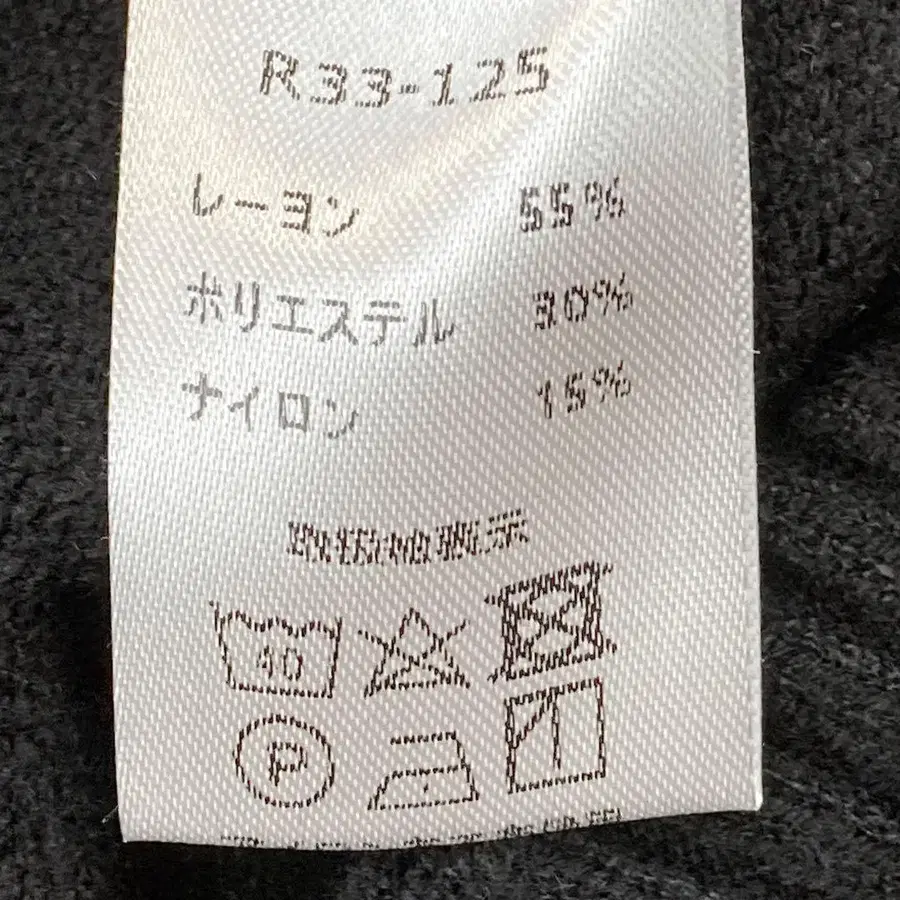 R33-125
レーヨン 55%
ポリエステル 30%
ナイロン 15%
取扱絵表示
40
P